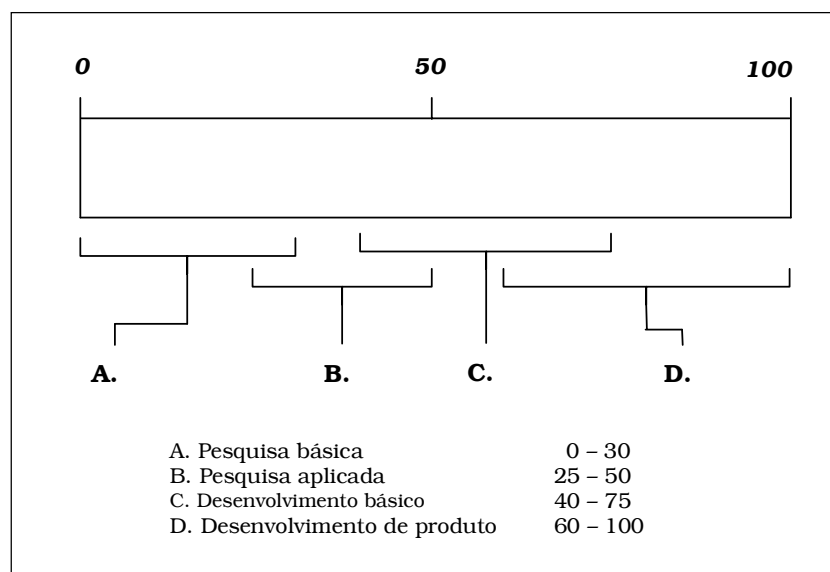 0 50 100
A. B. C. D.
A. Pesquisa básica 0 – 30
B. Pesquisa aplicada 25 – 50
C. Desenvolvimento básico 40 – 75
D. Desenvolvimento de produto 60 – 100